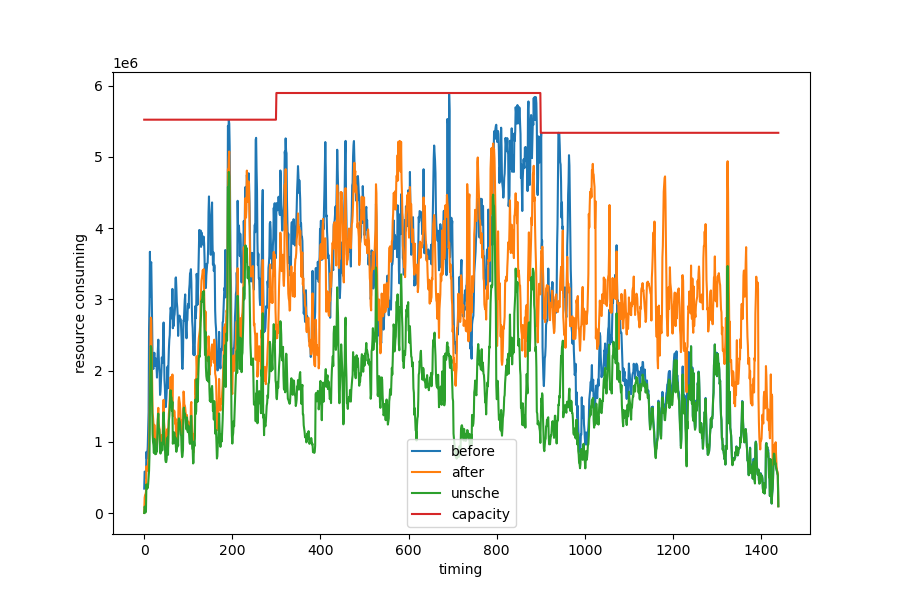 1e6
6
5
4
3
2
1
0
resource consuming
0 200 400 600 800 1000 1200 1400
timing
before
after
unsche
capacity